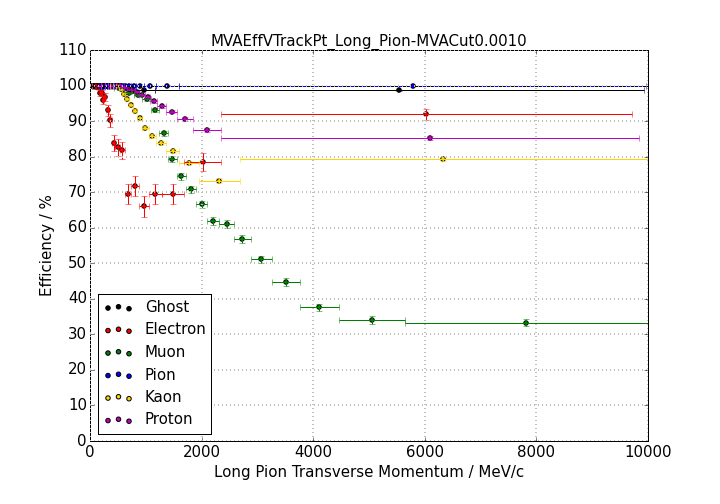 MVAEffVTrackPt_Long_Pion-MVACut0.0010
110
100
90
80
70
60
50
40
30
20
10
0
Efficiency / %
Ghost
Electron
Muon
Pion
Kaon
Proton
0 2000 4000 6000 8000 10000
Long Pion Transverse Momentum / MeV/c